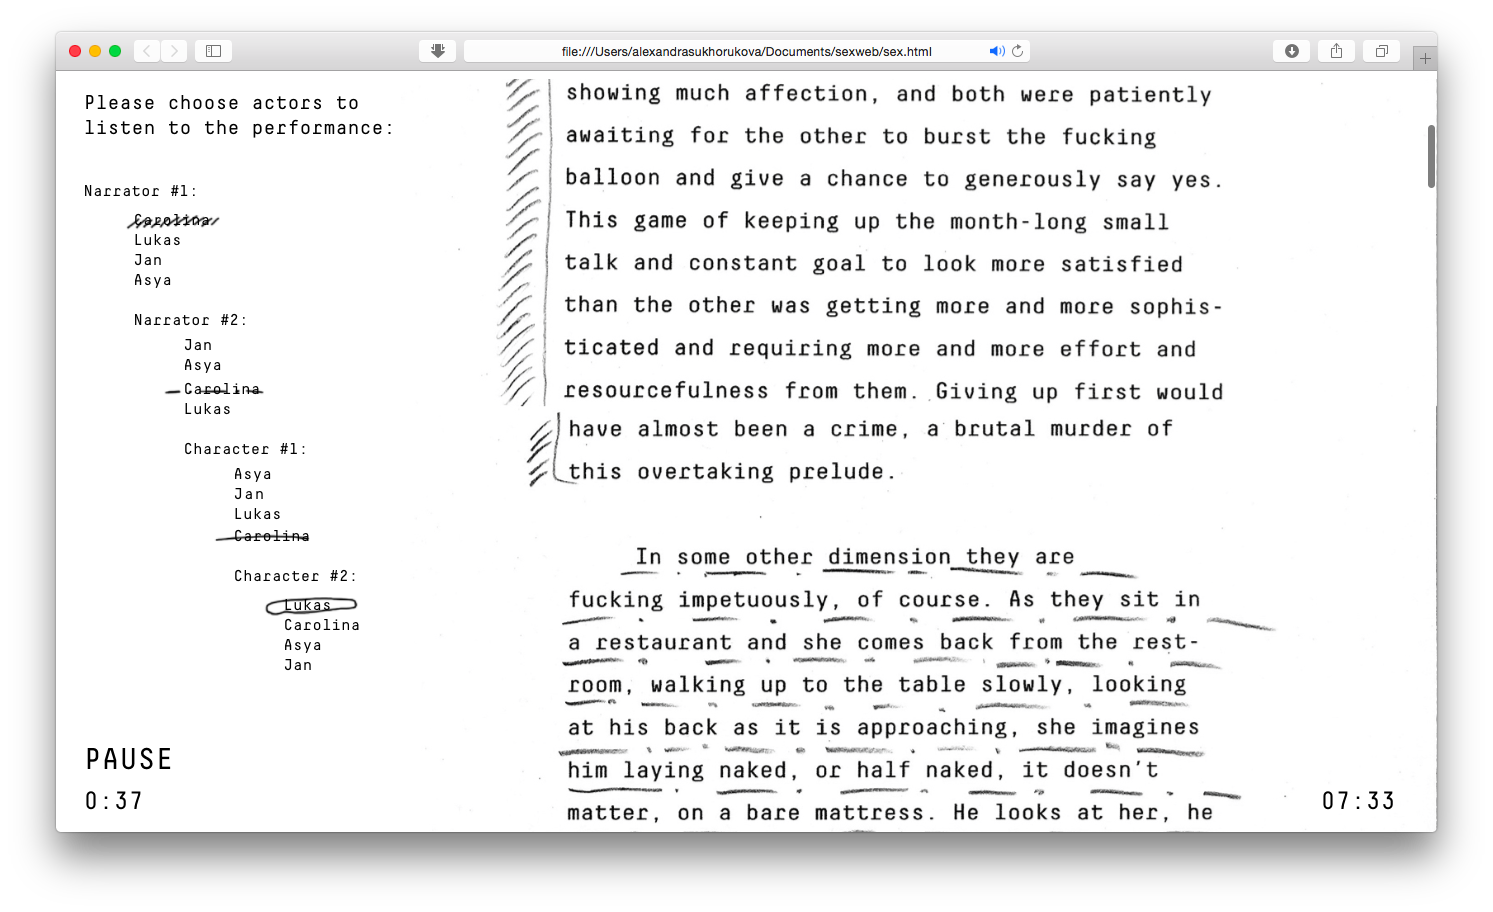 file:///Users/alexandrasukhorukova/Documents/sexweb/sex.html
Please choose actors to
listen to the performance:
Narrator #1:
Carolina
Lukas
Jan
Asya
Narrator #2:
Jan
Asya
Carolina
Lukas
Character #1:
Asya
Jan
Lukas
Carolina
Character #2:
Lukas
Carolina
Asya
Jan
PAUSE
0:37
showing much affection, and both were patiently
awaiting for the other to burst the fucking
balloon and give a chance to generously say yes.
This game of keeping up the month-long small
talk and constant goal to look more satisfied
than the other was getting more and more sophis-
ticated and requiring more and more effort and
resourcefulness from them. Giving up first would
have almost been a crime, a brutal murder of
this overtaking prelude.
In some other dimension they are
fucking impetuously, of course. As they sit in
a restaurant and she comes back from the rest-
room, walking up to the table slowly, looking
at his back as it is approaching, she imagines
him laying naked, or half naked, it doesn't
matter, on a bare mattress. He looks at her, he
07:33